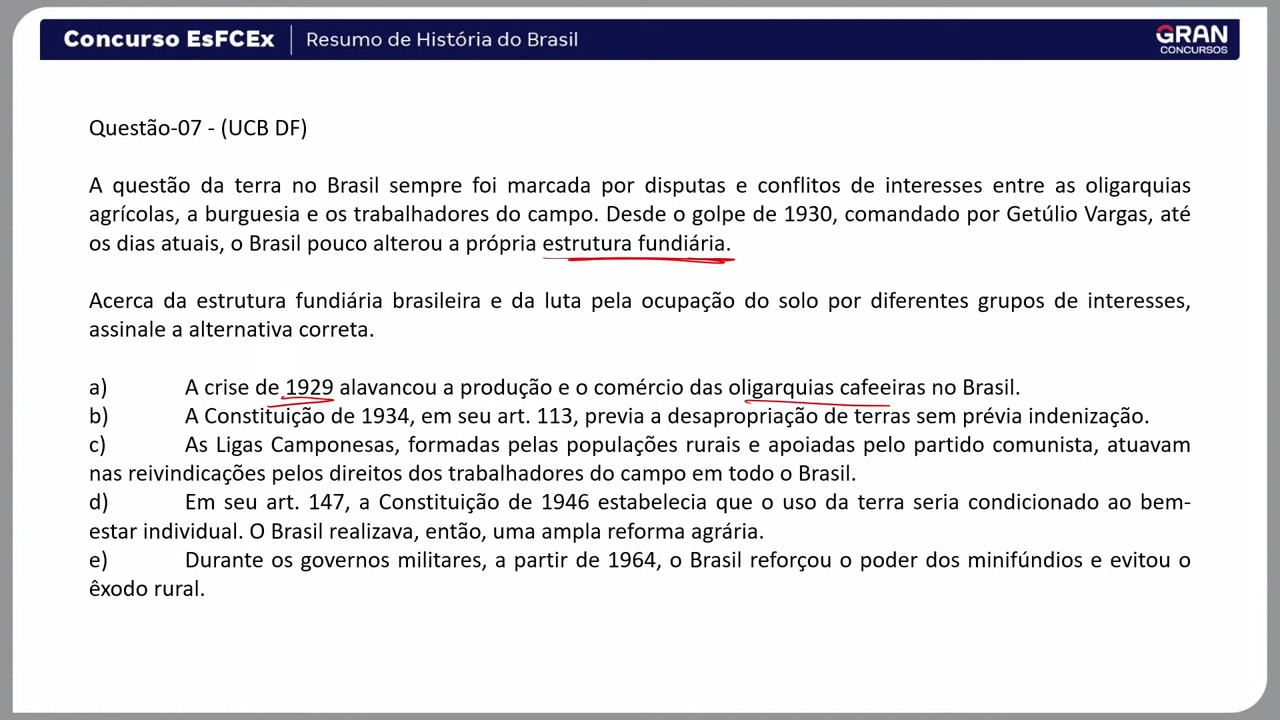 Concurso EsFCEx | Resumo de História do Brasil
GRAN
CONCURSOS
Questão-07 - (UCB DF)
A questão da terra no Brasil sempre foi marcada por disputas e conflitos de interesses entre as oligarquias
agrícolas, a burguesia e os trabalhadores do campo. Desde o golpe de 1930, comandado por Getúlio Vargas, até
os dias atuais, o Brasil pouco alterou a própria estrutura fundiária.
Acerca da estrutura fundiária brasileira e da luta pela ocupação do solo por diferentes grupos de interesses,
assinale a alternativa correta.
a) A crise de 1929 alavancou a produção e o comércio das oligarquias cafeeiras no Brasil.
b) A Constituição de 1934, em seu art. 113, previa a desapropriação de terras sem prévia indenização.
c) As Ligas Camponesas, formadas pelas populações rurais e apoiadas pelo partido comunista, atuavam
nas reivindicações pelos direitos dos trabalhadores do campo em todo o Brasil.
d) Em seu art. 147, a Constituição de 1946 estabelecia que o uso da terra seria condicionado ao bem-
estar individual. O Brasil realizava, então, uma ampla reforma agrária.
e) Durante os governos militares, a partir de 1964, o Brasil reforçou o poder dos minifúndios e evitou o
êxodo rural.